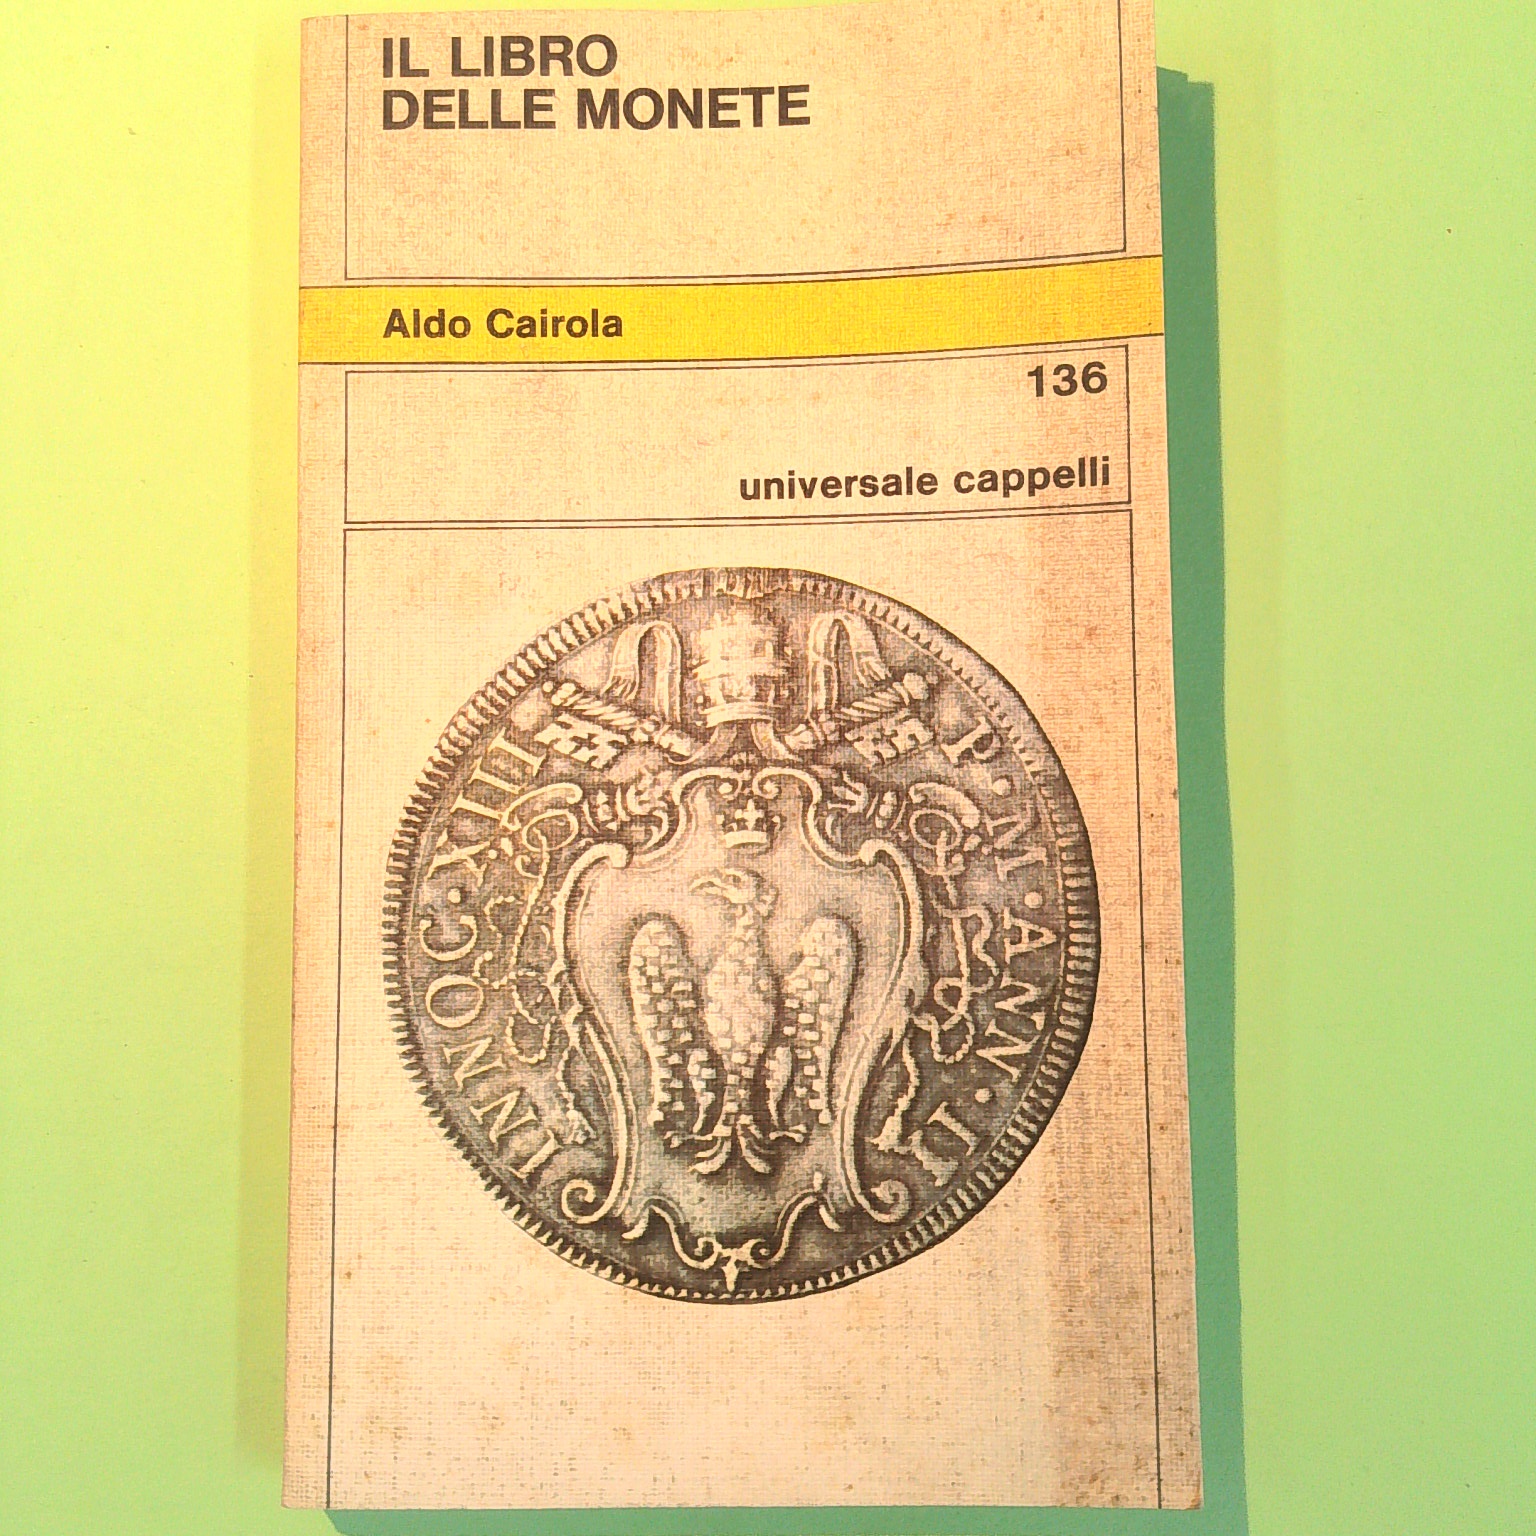 IL LIBRO
DELLE MONETE
Aldo Cairola
136
universale cappelli
INNOC·XIII P·M·ANN·II